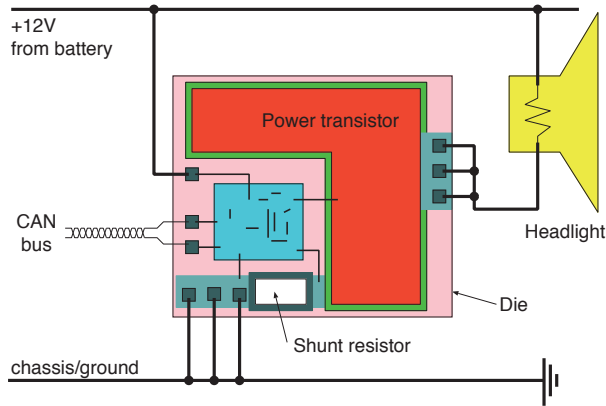 +12V
from battery
Power transistor
CAN
bus
Headlight
Die
Shunt resistor
chassis/ground